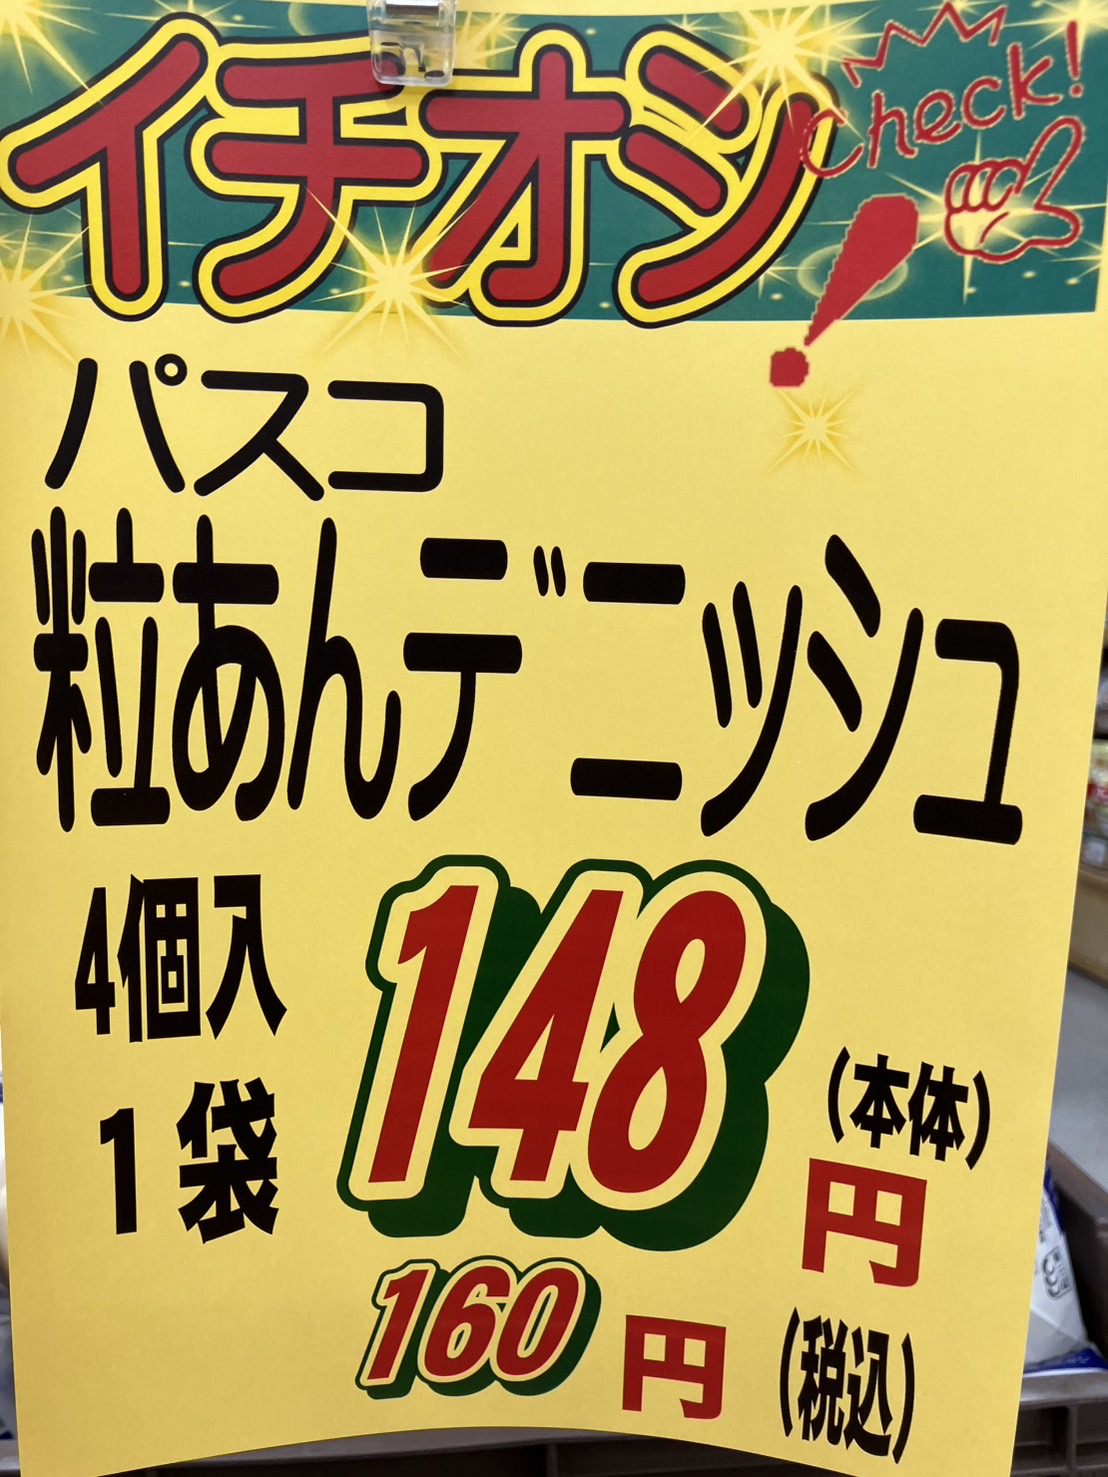 イチオシ
check!
!
パスコ
粒あんデニッシュ
4個入
1袋
148
(本体)
円
160円
(税込)